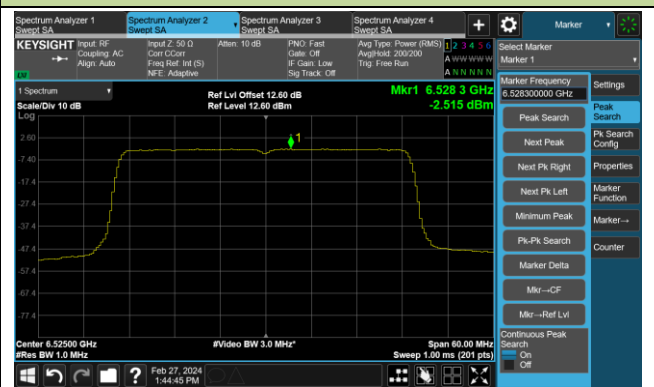 Spectrum Analyzer 1
Swept SA
Spectrum Analyzer 2
Swept SA
Spectrum Analyzer 3
Swept SA
Spectrum Analyzer 4
Swept SA
+
Marker
KEYSIGHT
LW
Input: RF
Coupling: AC
Align: Auto
Input Z: 50 Ω
Corr CCorr
Freq Ref: Int (S)
NFE: Adaptive
Atten: 10 dB
PNO: Fast
Gate: Off
IF Gain: Low
Sig Track: Off
Avg Type: Power (RMS)
Avg|Hold: 200/200
Trig: Free Run
1 2 3 4 5 6
A W W W W W
A N N N N N
Select Marker
Marker 1
1 Spectrum
Scale/Div 10 dB
Log
Ref Lvl Offset 12.60 dB
Ref Level 12.60 dBm
Mkr1 6.528 3 GHz
-2.515 dBm
1
2.60
-7.40
-17.4
-27.4
-37.4
-47.4
-57.4
-67.4
-77.4
Center 6.52500 GHz
#Res BW 1.0 MHz
#Video BW 3.0 MHz*
Span 60.00 MHz
Sweep 1.00 ms (201 pts)
Marker Frequency
6.528300000 GHz
Peak Search
Next Peak
Next Pk Right
Next Pk Left
Minimum Peak
Pk-Pk Search
Marker Delta
Mkr→CF
Mkr→Ref Lvl
Continuous Peak
Search
On
Off
Settings
Peak
Search
Pk Search
Config
Properties
Marker
Function
Marker→
Counter
?
Feb 27, 2024
1:44:45 PM